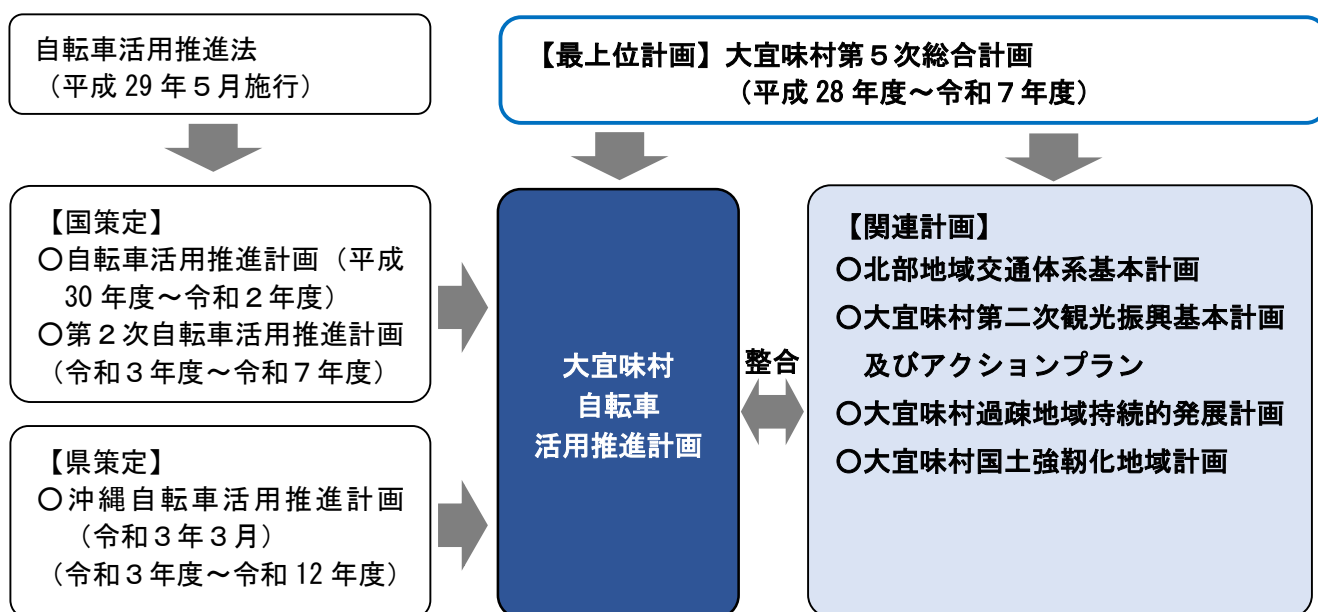 自転車活用推進法
（平成 29 年５月施行）
【最上位計画】大宜味村第５次総合計画
（平成 28 年度～令和７年度）
【国策定】
〇自転車活用推進計画（平成
30 年度～令和２年度）
〇第２次自転車活用推進計画
（令和３年度～令和７年度）
【県策定】
〇沖縄自転車活用推進計画
（令和３年３月）
（令和３年度～令和 12 年度）
大宜味村
自転車
活用推進計画
整合
【関連計画】
〇北部地域交通体系基本計画
〇大宜味村第二次観光振興基本計画
及びアクションプラン
〇大宜味村過疎地域持続的発展計画
〇大宜味村国土強靭化地域計画